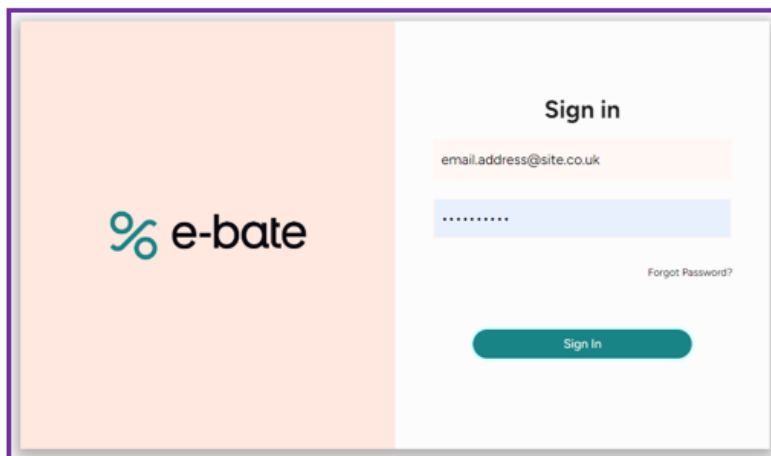 e-bate
Sign in
email.address@site.co.uk
••••••••••
Forgot Password?
Sign In